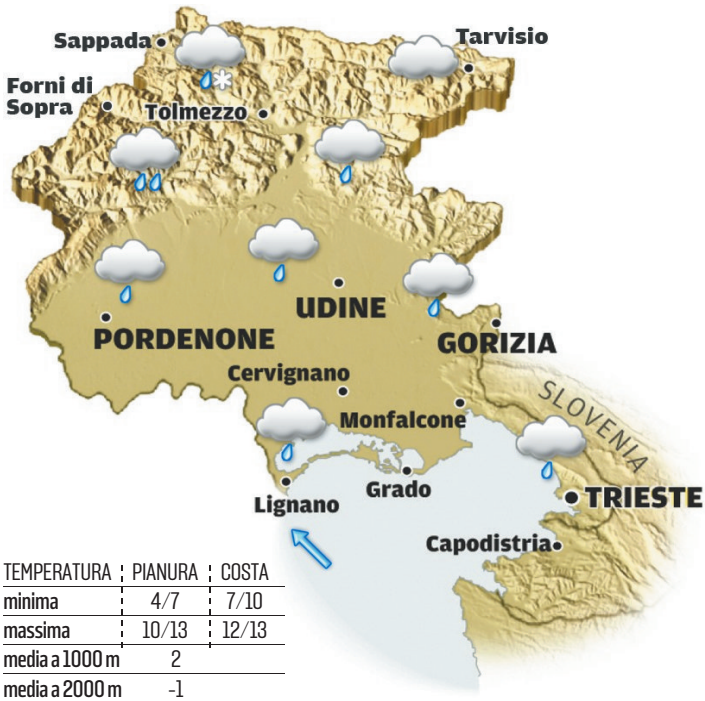 Sappada
Tarvisio
Forni di
Sopra
Tolmezzo
UDINE
PORDENONE
GORIZIA
Cervignano
SLOVENIA
Monfalcone
Grado
Lignano
TRIESTE
Capodistria
TEMPERATURA PIANURA COSTA
minima 4/7 7/10
massima 10/13 12/13
media a 1000 m 2
media a 2000 m -1